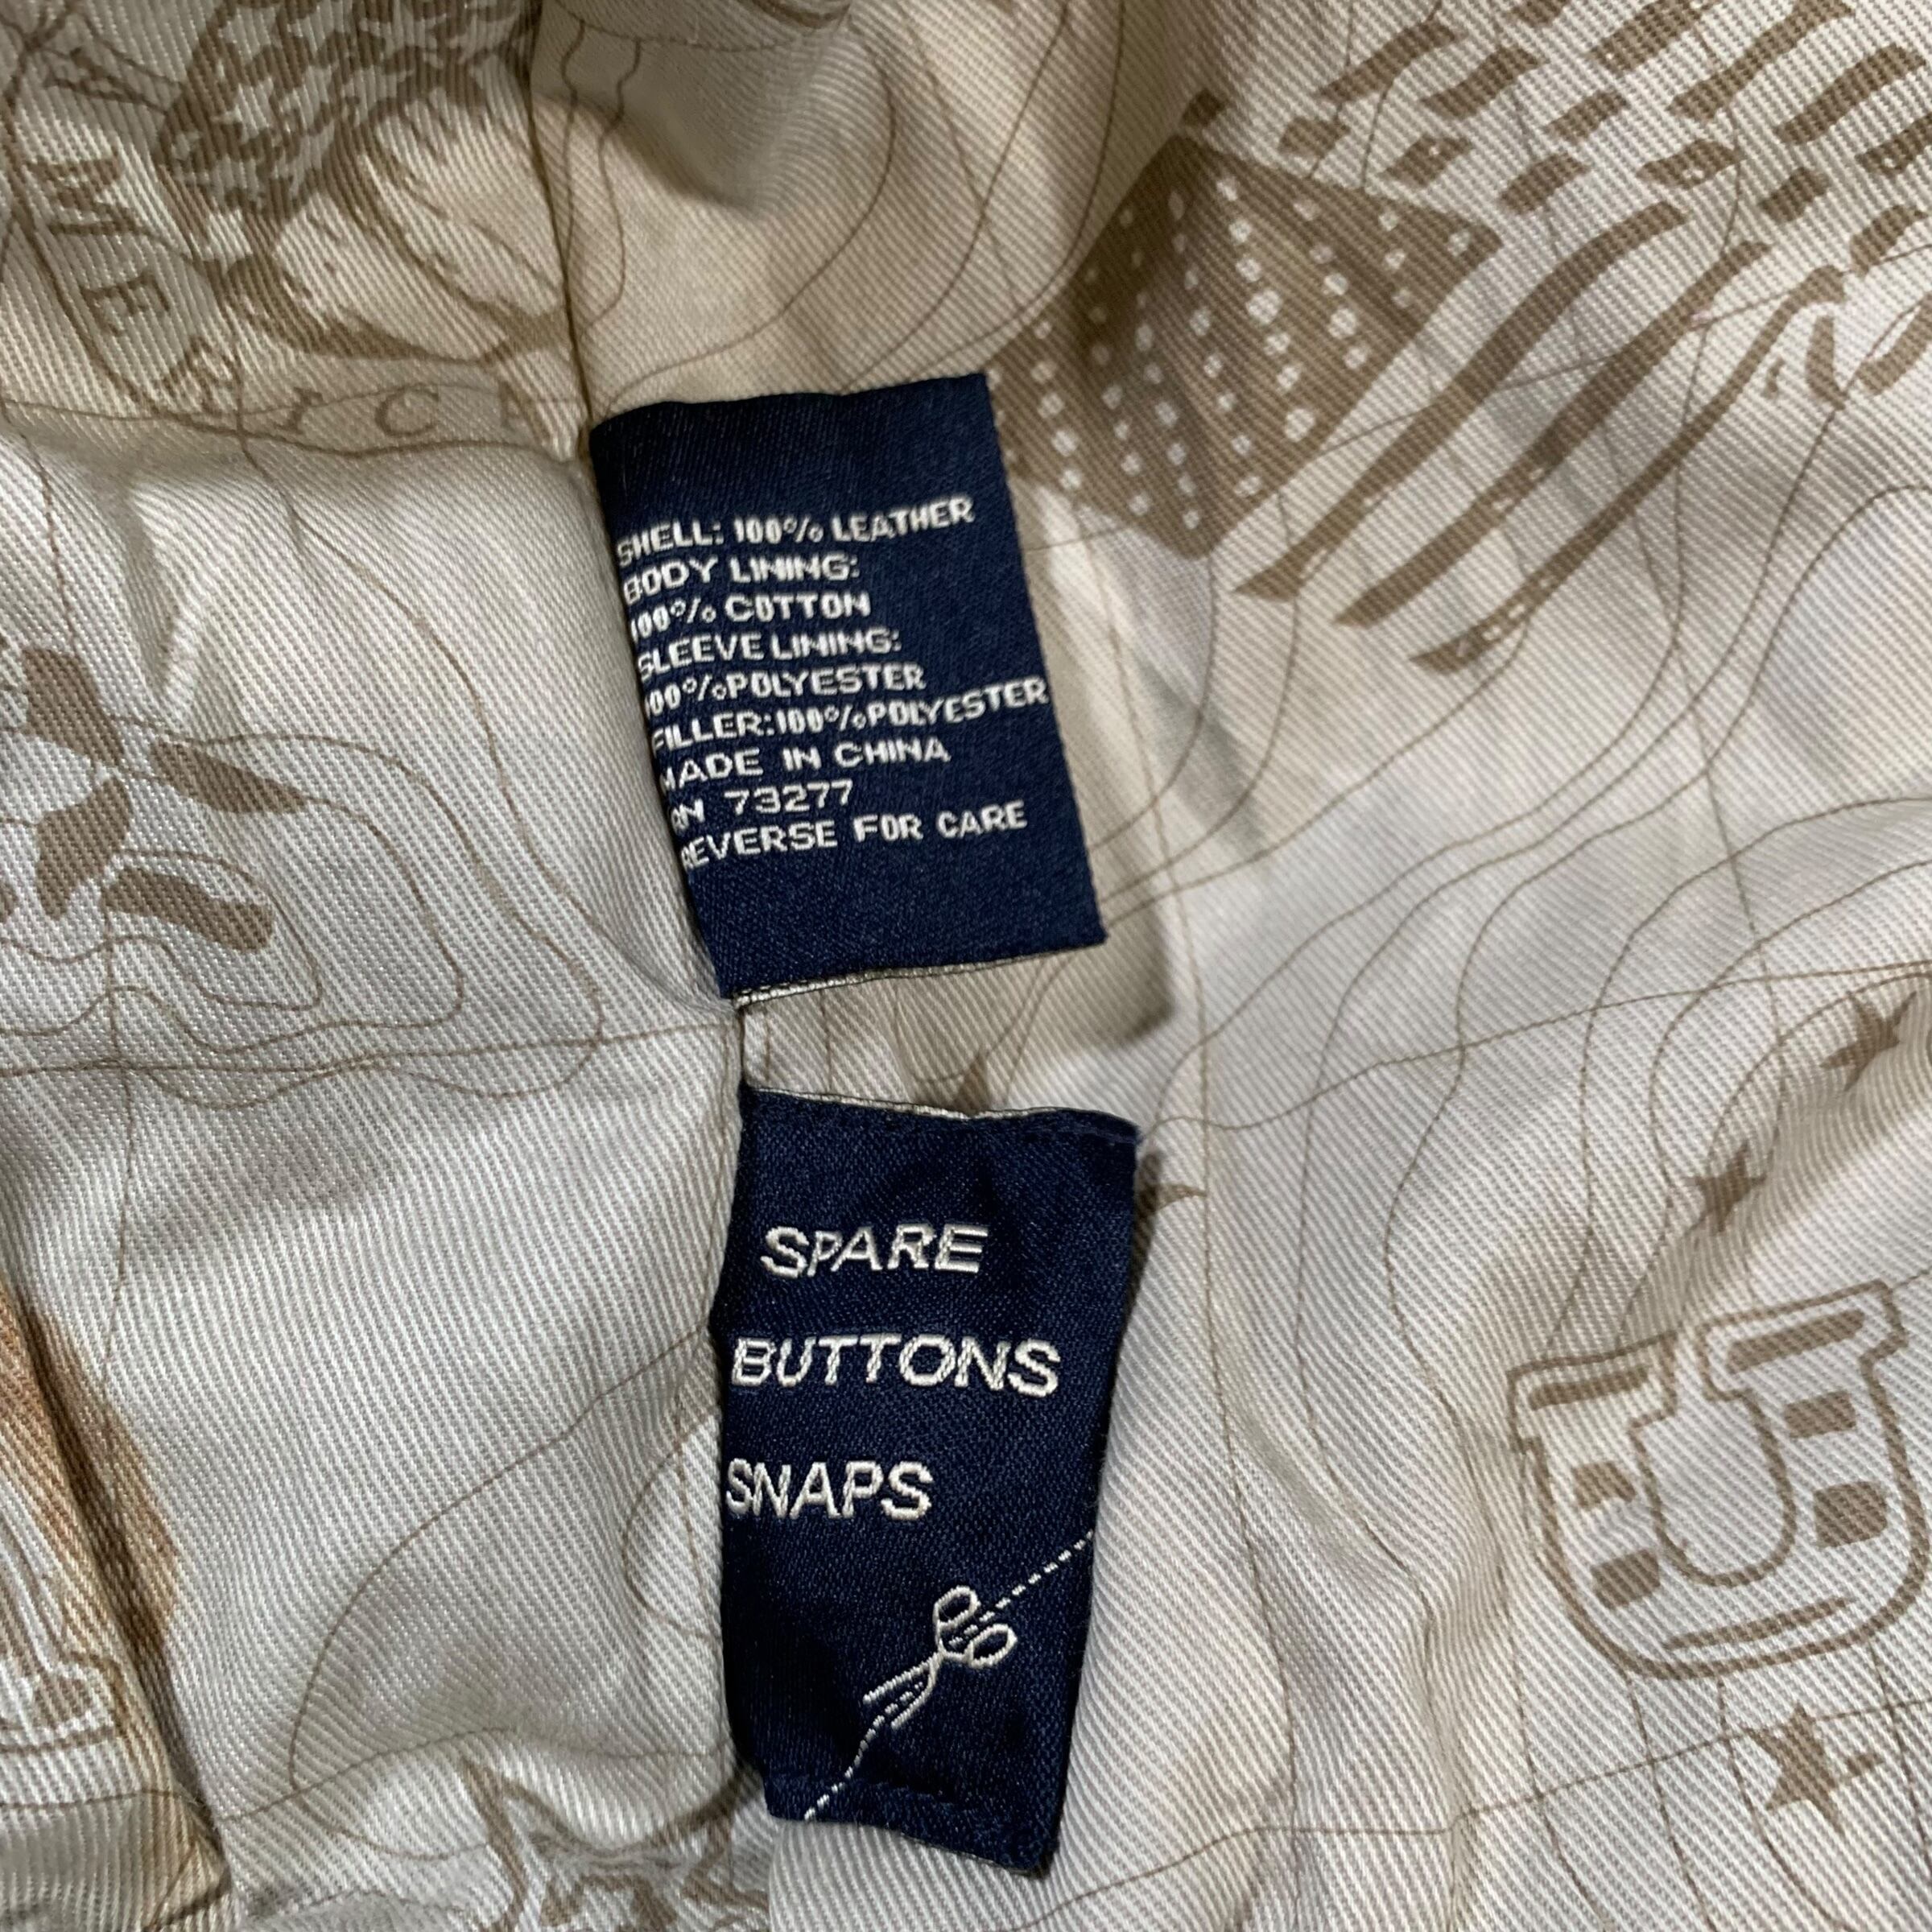 AMERICA
SHELL: 100% LEATHER
BODY LINING:
100% COTTON
SLEEVE LINING:
100%POLYESTER
FILLER:100%POLYESTER
MADE IN CHINA
RN 73277
REVERSE FOR CARE
SPARE
BUTTONS
SNAPS
U